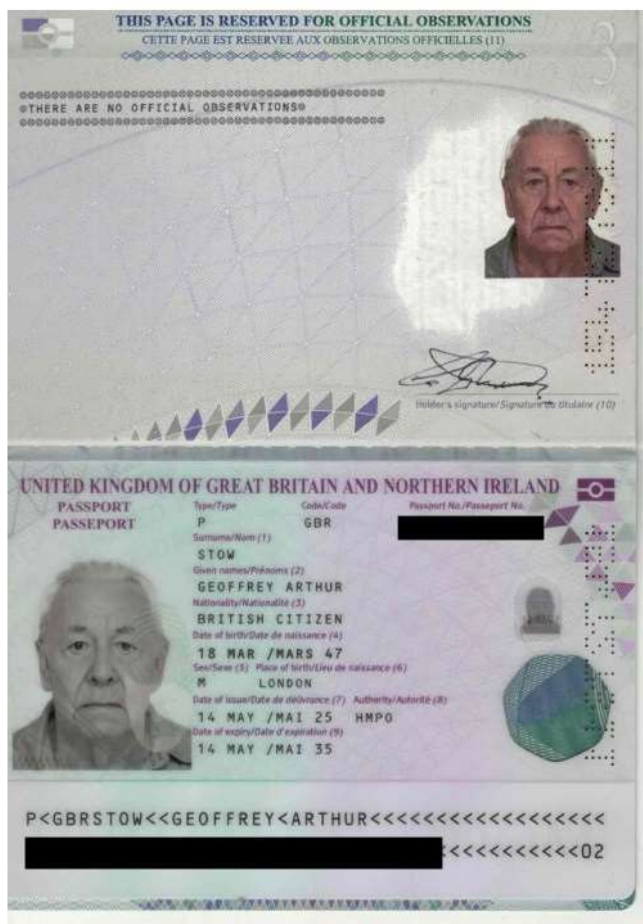 THIS PAGE IS RESERVED FOR OFFICIAL OBSERVATIONS
CETTE PAGE EST RESERVEE AUX OBSERVATIONS OFFICIELLES (11)
THERE ARE NO OFFICIAL OBSERVATIONS
Holder's signature/Signature du titulaire (10)
UNITED KINGDOM OF GREAT BRITAIN AND NORTHERN IRELAND
PASSPORT
PASSEPORT
Type/Type Code/Code Passport No./Passeport No.
P GBR
Surname/Nom (1)
STOW
Given names/Prénoms (2)
GEOFFREY ARTHUR
Nationality/Nationalité (3)
BRITISH CITIZEN
Date of birth/Date de naissance (4)
18 MAR /MARS 47
Sex/Sexe (5) Place of birth/Lieu de naissance (6)
M LONDON
Date of issue/Date de délivrance (7) Authority/Autorité (8)
14 MAY /MAI 25 HMPO
Date of expiry/Date d'expiration (9)
14 MAY /MAI 35
P<GBRSTOW<<GEOFFREY<ARTHUR<<<<<<<<<<<<<<<<<<
<<<<<<<<<<<02